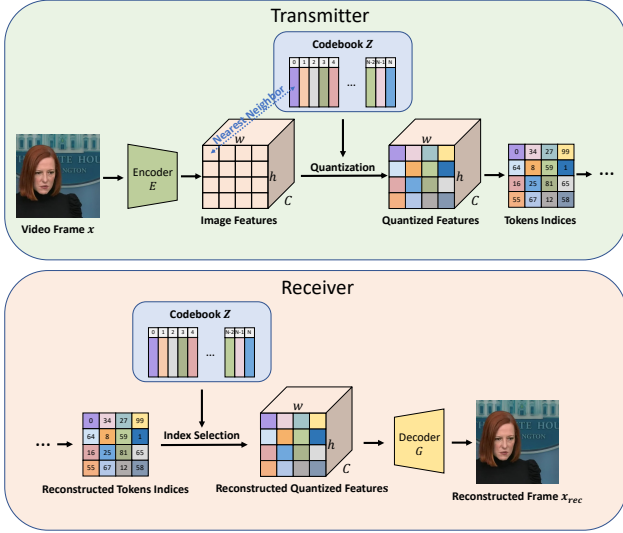 Transmitter
Codebook Z
0 1 2 3 4 ... N-2 N-1 N
Nearest Neighbor
w
h
C
Encoder
E
Quantization
w
h
C
0 34 27 99
64 8 59 1
16 25 81 65
55 67 12 58
...
Video Frame x
Image Features
Quantized Features
Tokens Indices
Receiver
Codebook Z
0 1 2 3 4 ... N-2 N-1 N
...
0 34 27 99
64 8 59 1
16 25 81 65
55 67 12 58
Index Selection
w
h
C
Decoder
G
Reconstructed Tokens Indices
Reconstructed Quantized Features
Reconstructed Frame x_rec